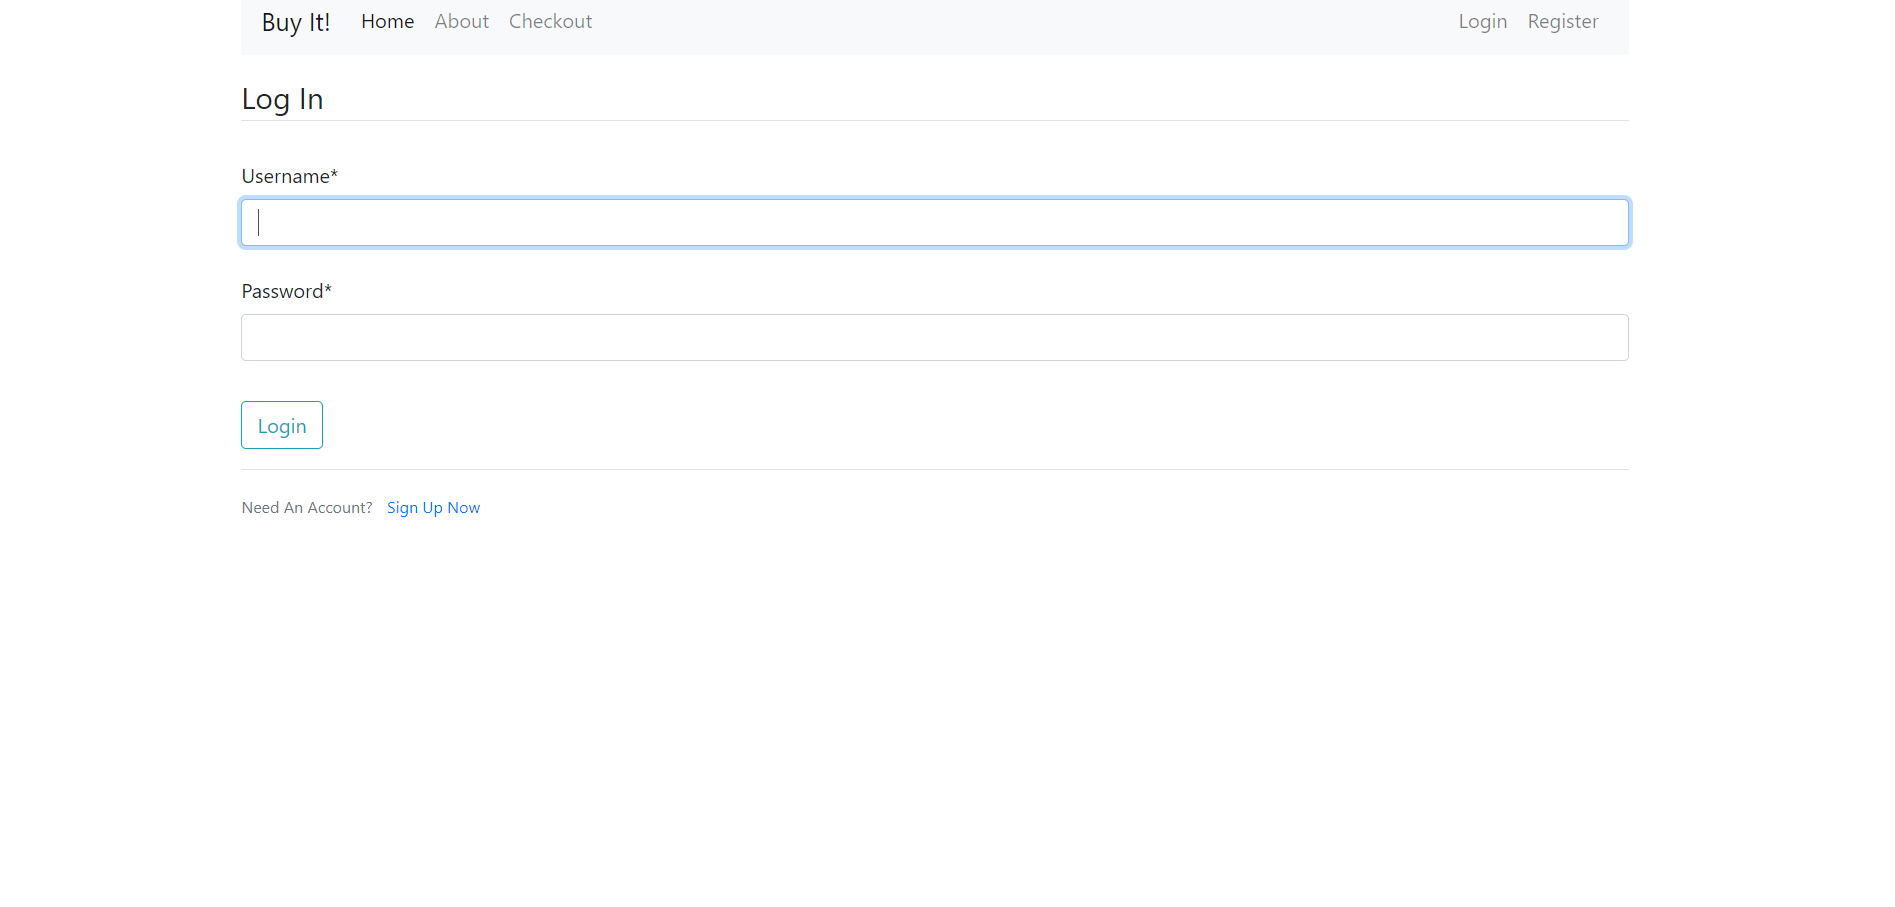 Buy It! Home About Checkout Login Register
Log In
Username*
Password*
Login
Need An Account? Sign Up Now